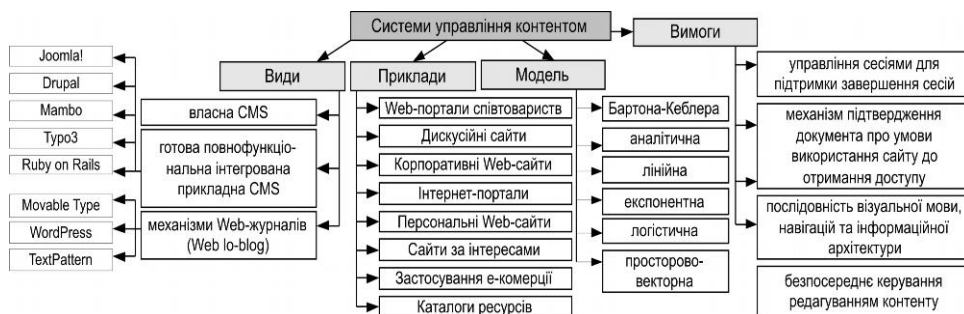 Системи управління контентом
Вимоги
Види
Приклади
Модель
Joomla!
Drupal
Mambo
Typo3
Ruby on Rails
Movable Type
WordPress
TextPattern
власна CMS
готова повнофункціо-
нальна інтегрована
прикладна CMS
механізми Web-журналів
(Web lo-blog)
Web-портали співтовариств
Дискусійні сайти
Корпоративні Web-сайти
Інтернет-портали
Персональні Web-сайти
Сайти за інтересами
Застосування е-комерції
Каталоги ресурсів
Бартона-Кеблера
аналітична
лінійна
експонентна
логістична
просторово-
векторна
управління сесіями для
підтримки завершення сесій
механізм підтвердження
документа про умови
використання сайту до
отримання доступу
послідовність візуальної мови,
навігацій та інформаційної
архитектури
безпосереднє керування
редагуванням контенту